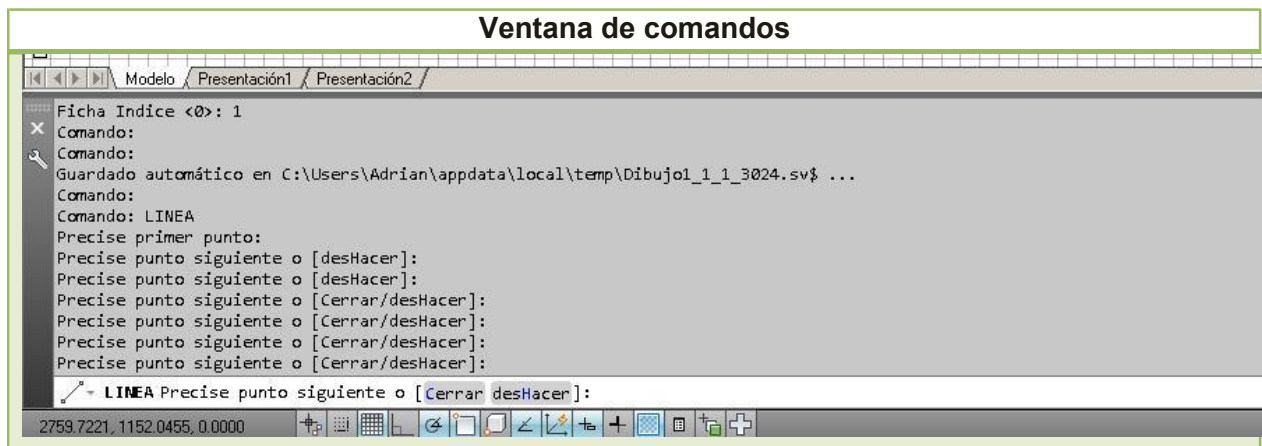 Ventana de comandos
Modelo Presentación1 Presentación2
Ficha Indice <0>: 1
Comando:
Comando:
Guardado automático en C:\Users\Adrian\appdata\local\temp\Dibujo1_1_1_3024.sv$ ...
Comando:
Comando: LINEA
Precise primer punto:
Precise punto siguiente o [desHacer]:
Precise punto siguiente o [desHacer]:
Precise punto siguiente o [Cerrar/desHacer]:
Precise punto siguiente o [Cerrar/desHacer]:
Precise punto siguiente o [Cerrar/desHacer]:
Precise punto siguiente o [Cerrar/desHacer]:
LINEA Precise punto siguiente o [Cerrar desHacer]:
2759.7221, 1152.0455, 0.0000